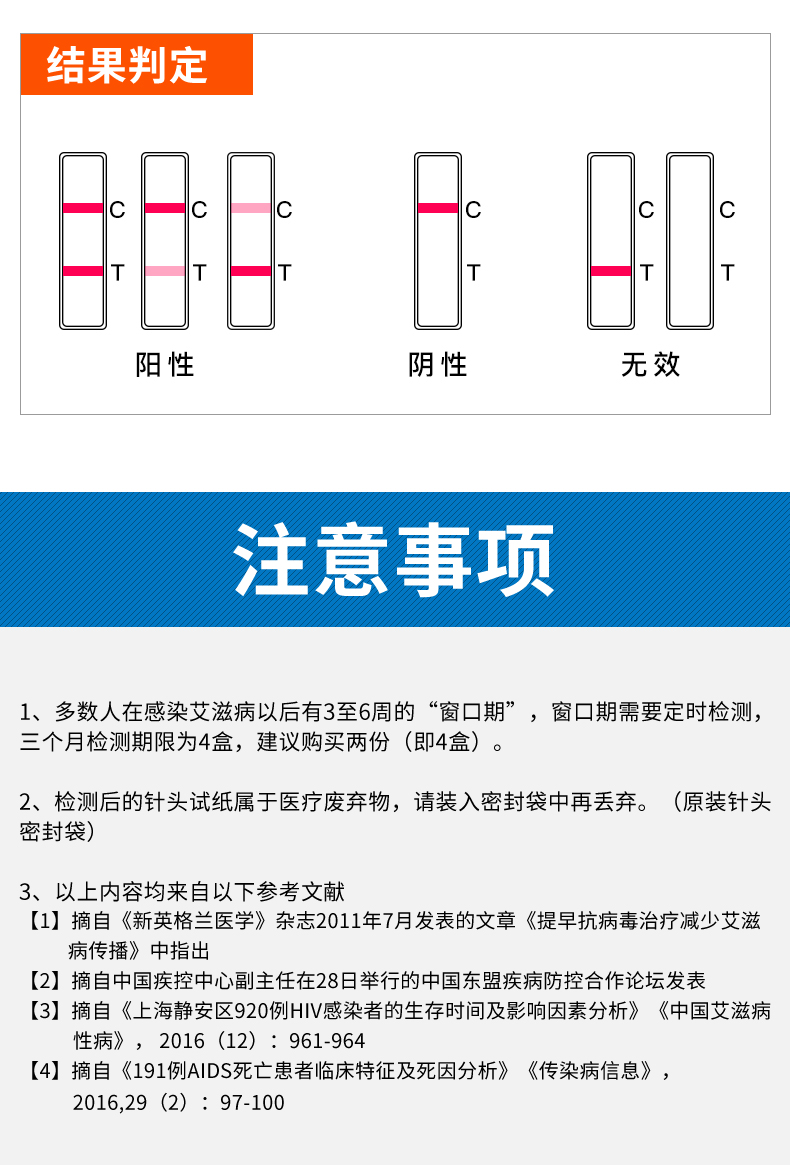 结果判定
C C C C C C
T T T T T T
阳性 阴性 无效
注意事项
1、多数人在感染艾滋病以后有3至6周的“窗口期”，窗口期需要定时检测，
三个月检测期限为4盒，建议购买两份（即4盒）。
2、检测后的针头试纸属于医疗废弃物，请装入密封袋中再丢弃。（原装针头
密封袋）
3、以上内容均来自以下参考文献
【1】摘自《新英格兰医学》杂志2011年7月发表的文章《提早抗病毒治疗减少艾滋
病传播》中指出
【2】摘自中国疾控中心副主任在28日举行的中国东盟疾病防控合作论坛发表
【3】摘自《上海静安区920例HIV感染者的生存时间及影响因素分析》《中国艾滋病
性病》，2016（12）：961-964
【4】摘自《191例AIDS死亡患者临床特征及死因分析》《传染病信息》，
2016,29（2）：97-100